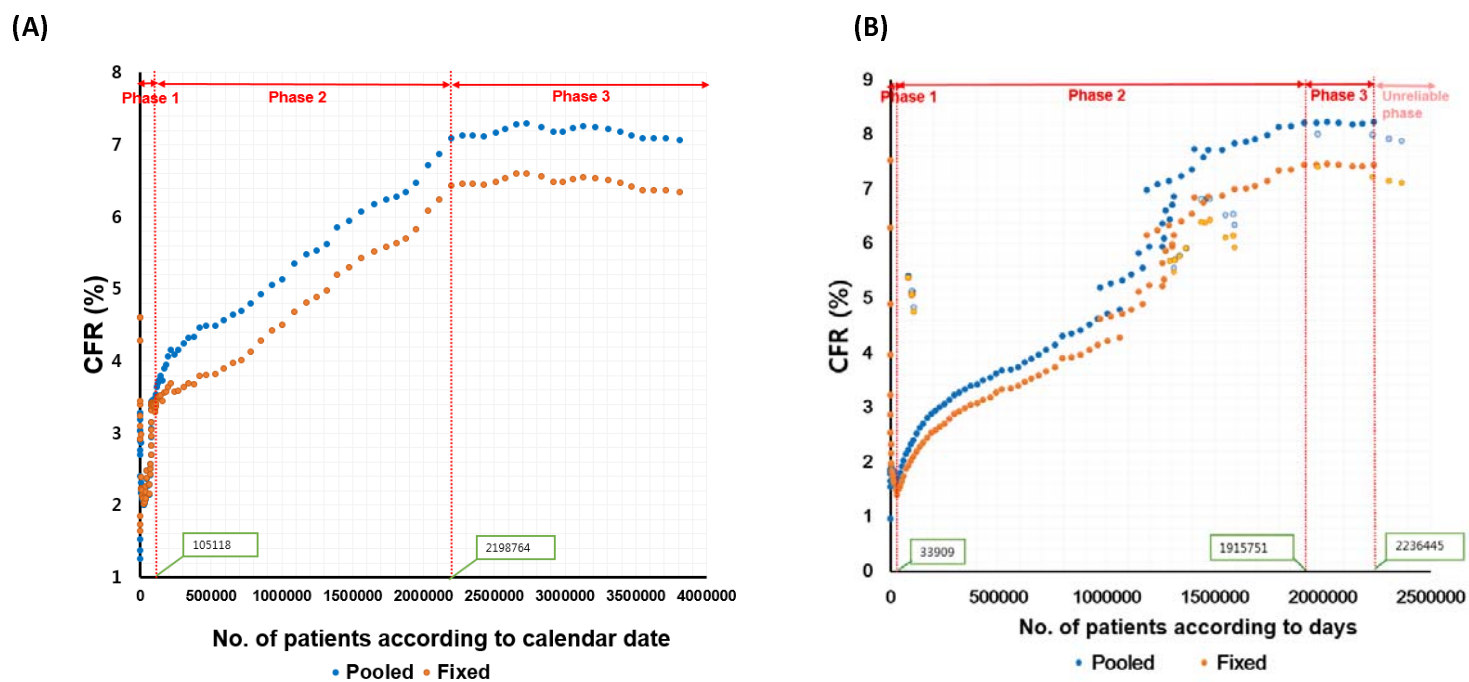 (A)
8
7
6
5
4
3
2
1
CFR (%)
Phase 1
Phase 2
Phase 3
105118
2198764
0
500000
1000000
1500000
2000000
2500000
3000000
3500000
4000000
No. of patients according to calendar date
Pooled
Fixed
(B)
9
8
7
6
5
4
3
2
1
0
CFR (%)
Phase 1
Phase 2
Phase 3
Unreliable
phase
33909
1915751
2236445
0
500000
1000000
1500000
2000000
2500000
No. of patients according to days
Pooled
Fixed